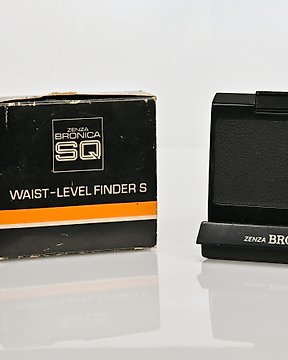 ZENZA
BRONICA
SQ
WAIST-LEVEL FINDER S
ZENZA BRO